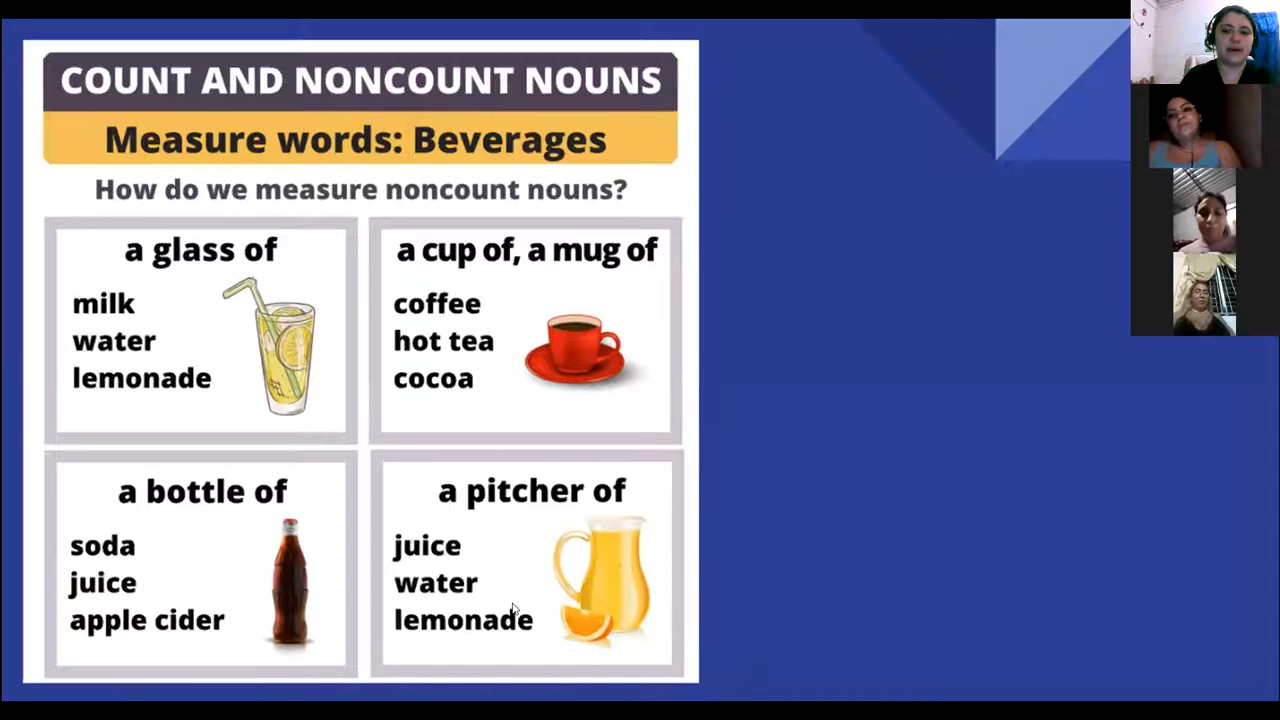 COUNT AND NONCOUNT NOUNS
Measure words: Beverages
How do we measure noncount nouns?
a glass of
milk
water
lemonade
a cup of, a mug of
coffee
hot tea
cocoa
a bottle of
soda
juice
apple cider
a pitcher of
juice
water
lemonade